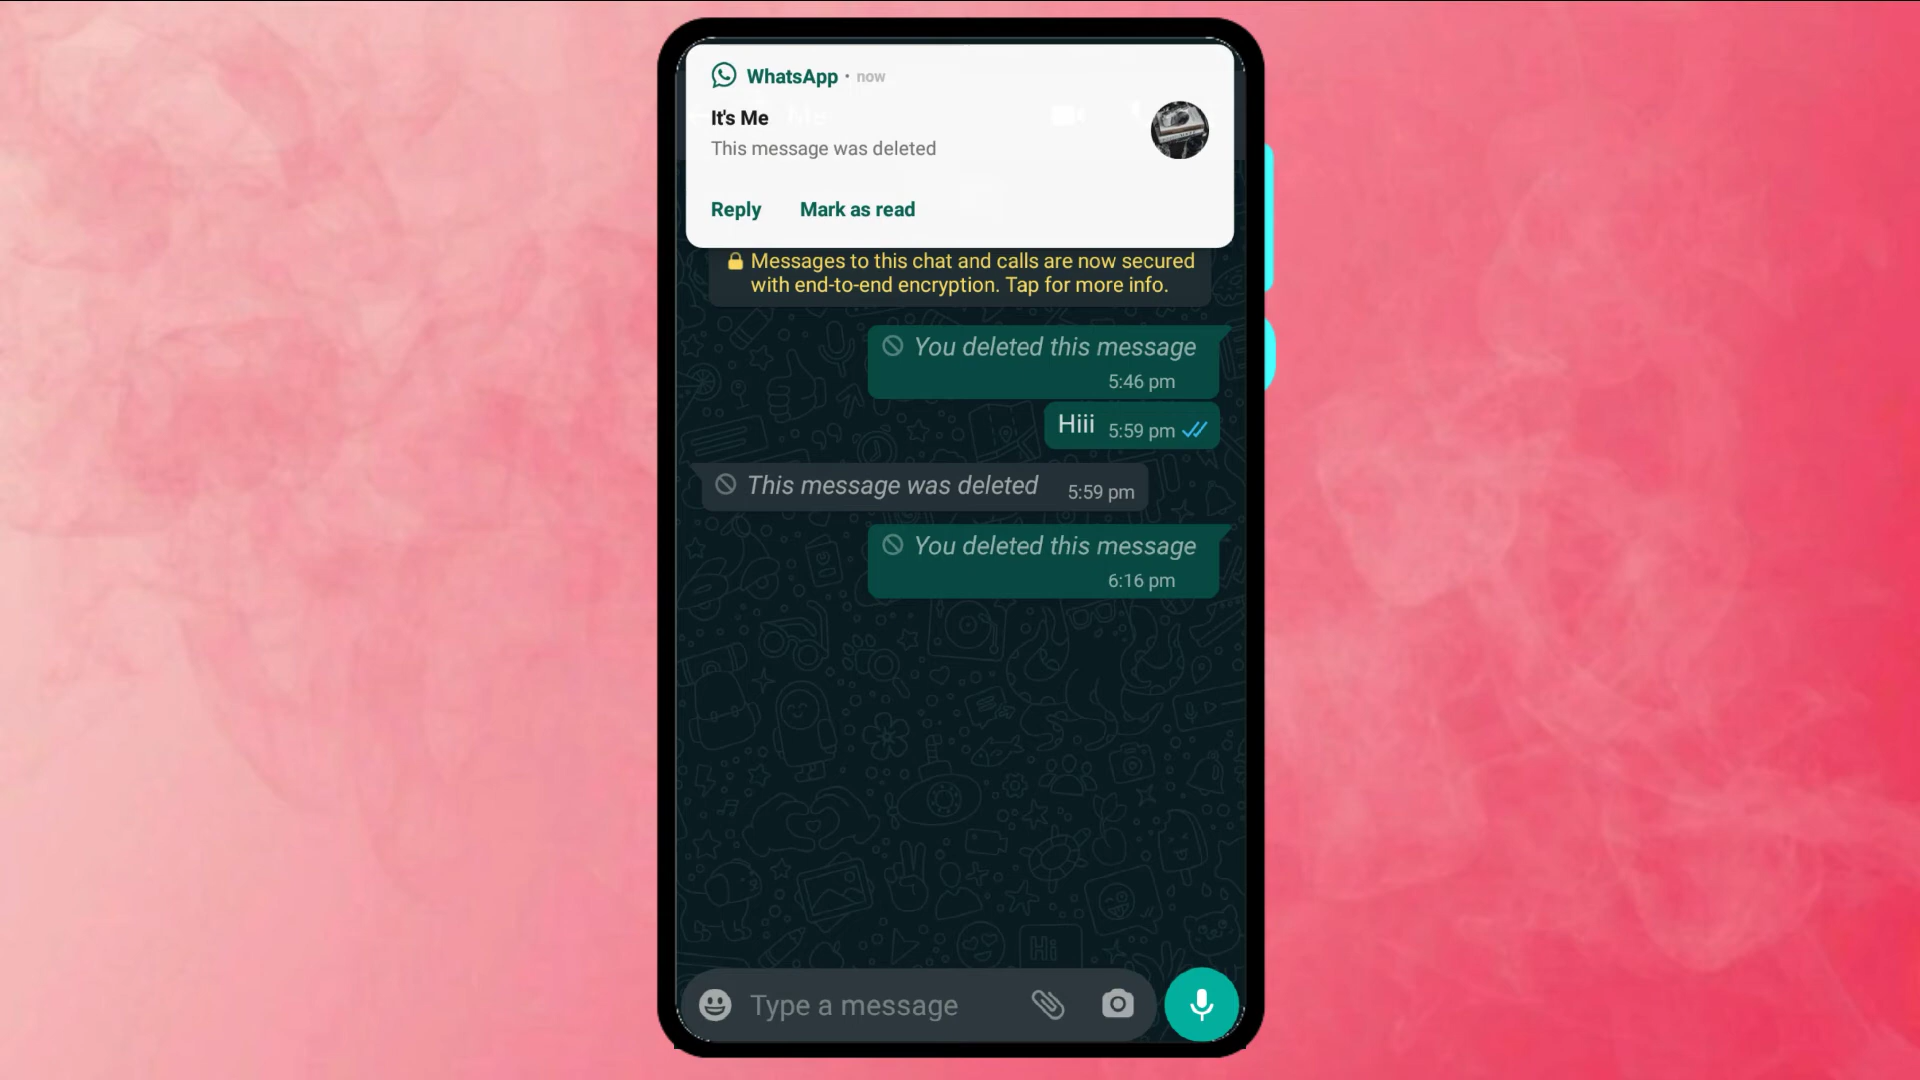 WhatsApp · now
It's Me
Me
This message was deleted
Reply Mark as read
Messages to this chat and calls are now secured
with end-to-end encryption. Tap for more info.
You deleted this message
5:46 pm
Hiii 5:59 pm
This message was deleted 5:59 pm
You deleted this message
6:16 pm
Hi
Type a message